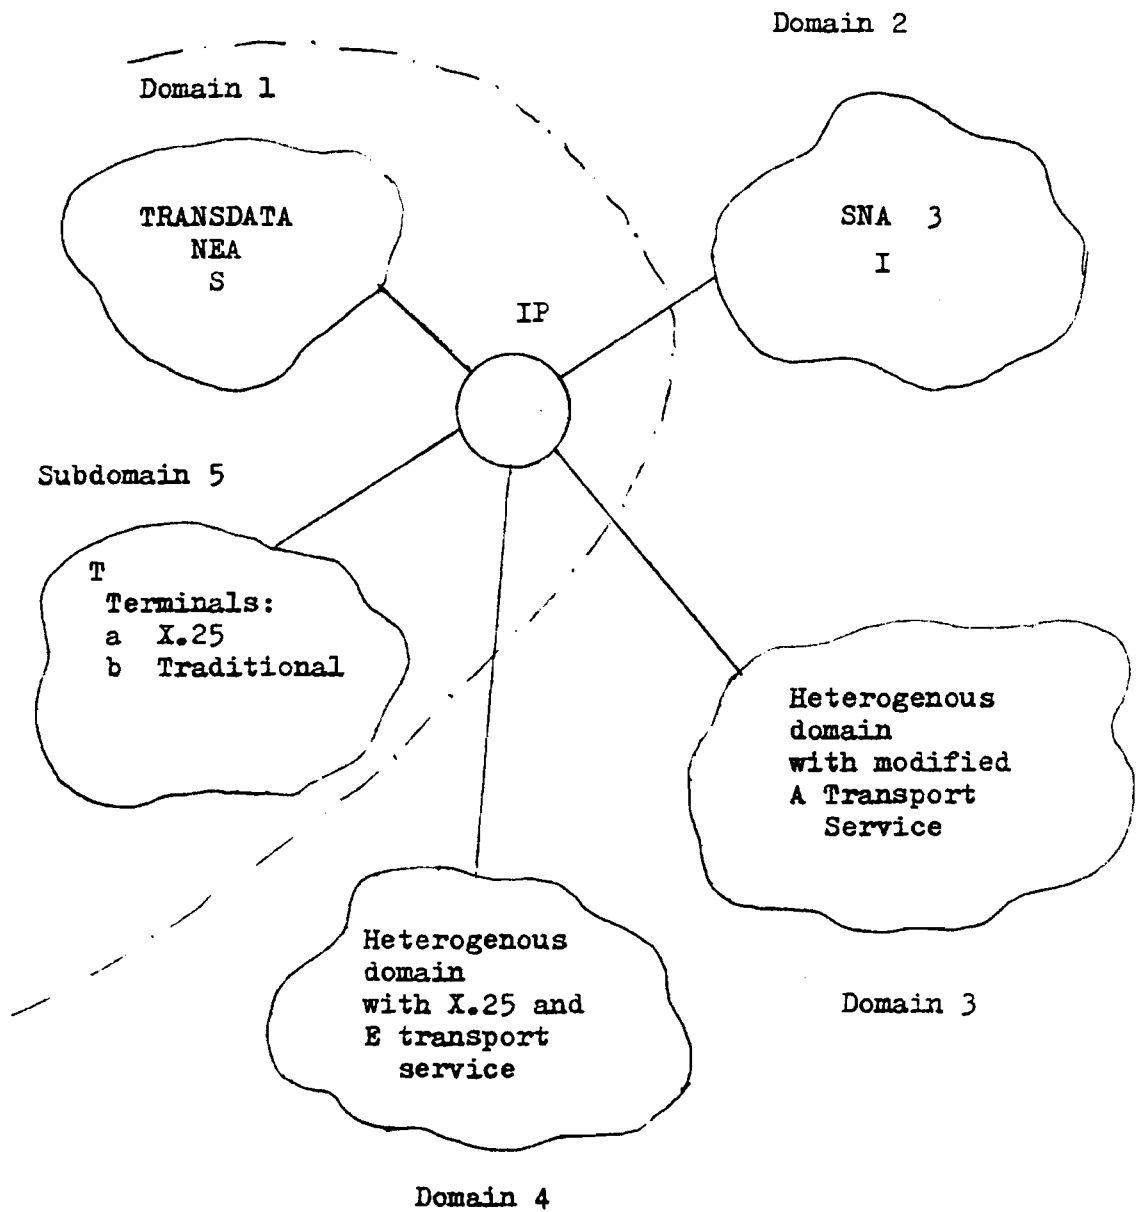 Domain 2
Domain 1
TRANSDATA
NEA
S
SNA 3
I
IP
Subdomain 5
T
Terminals:
a X.25
b Traditional
Heterogenous
domain
with modified
A Transport
Service
Domain 3
Heterogenous
domain
with X.25 and
E transport
service
Domain 4